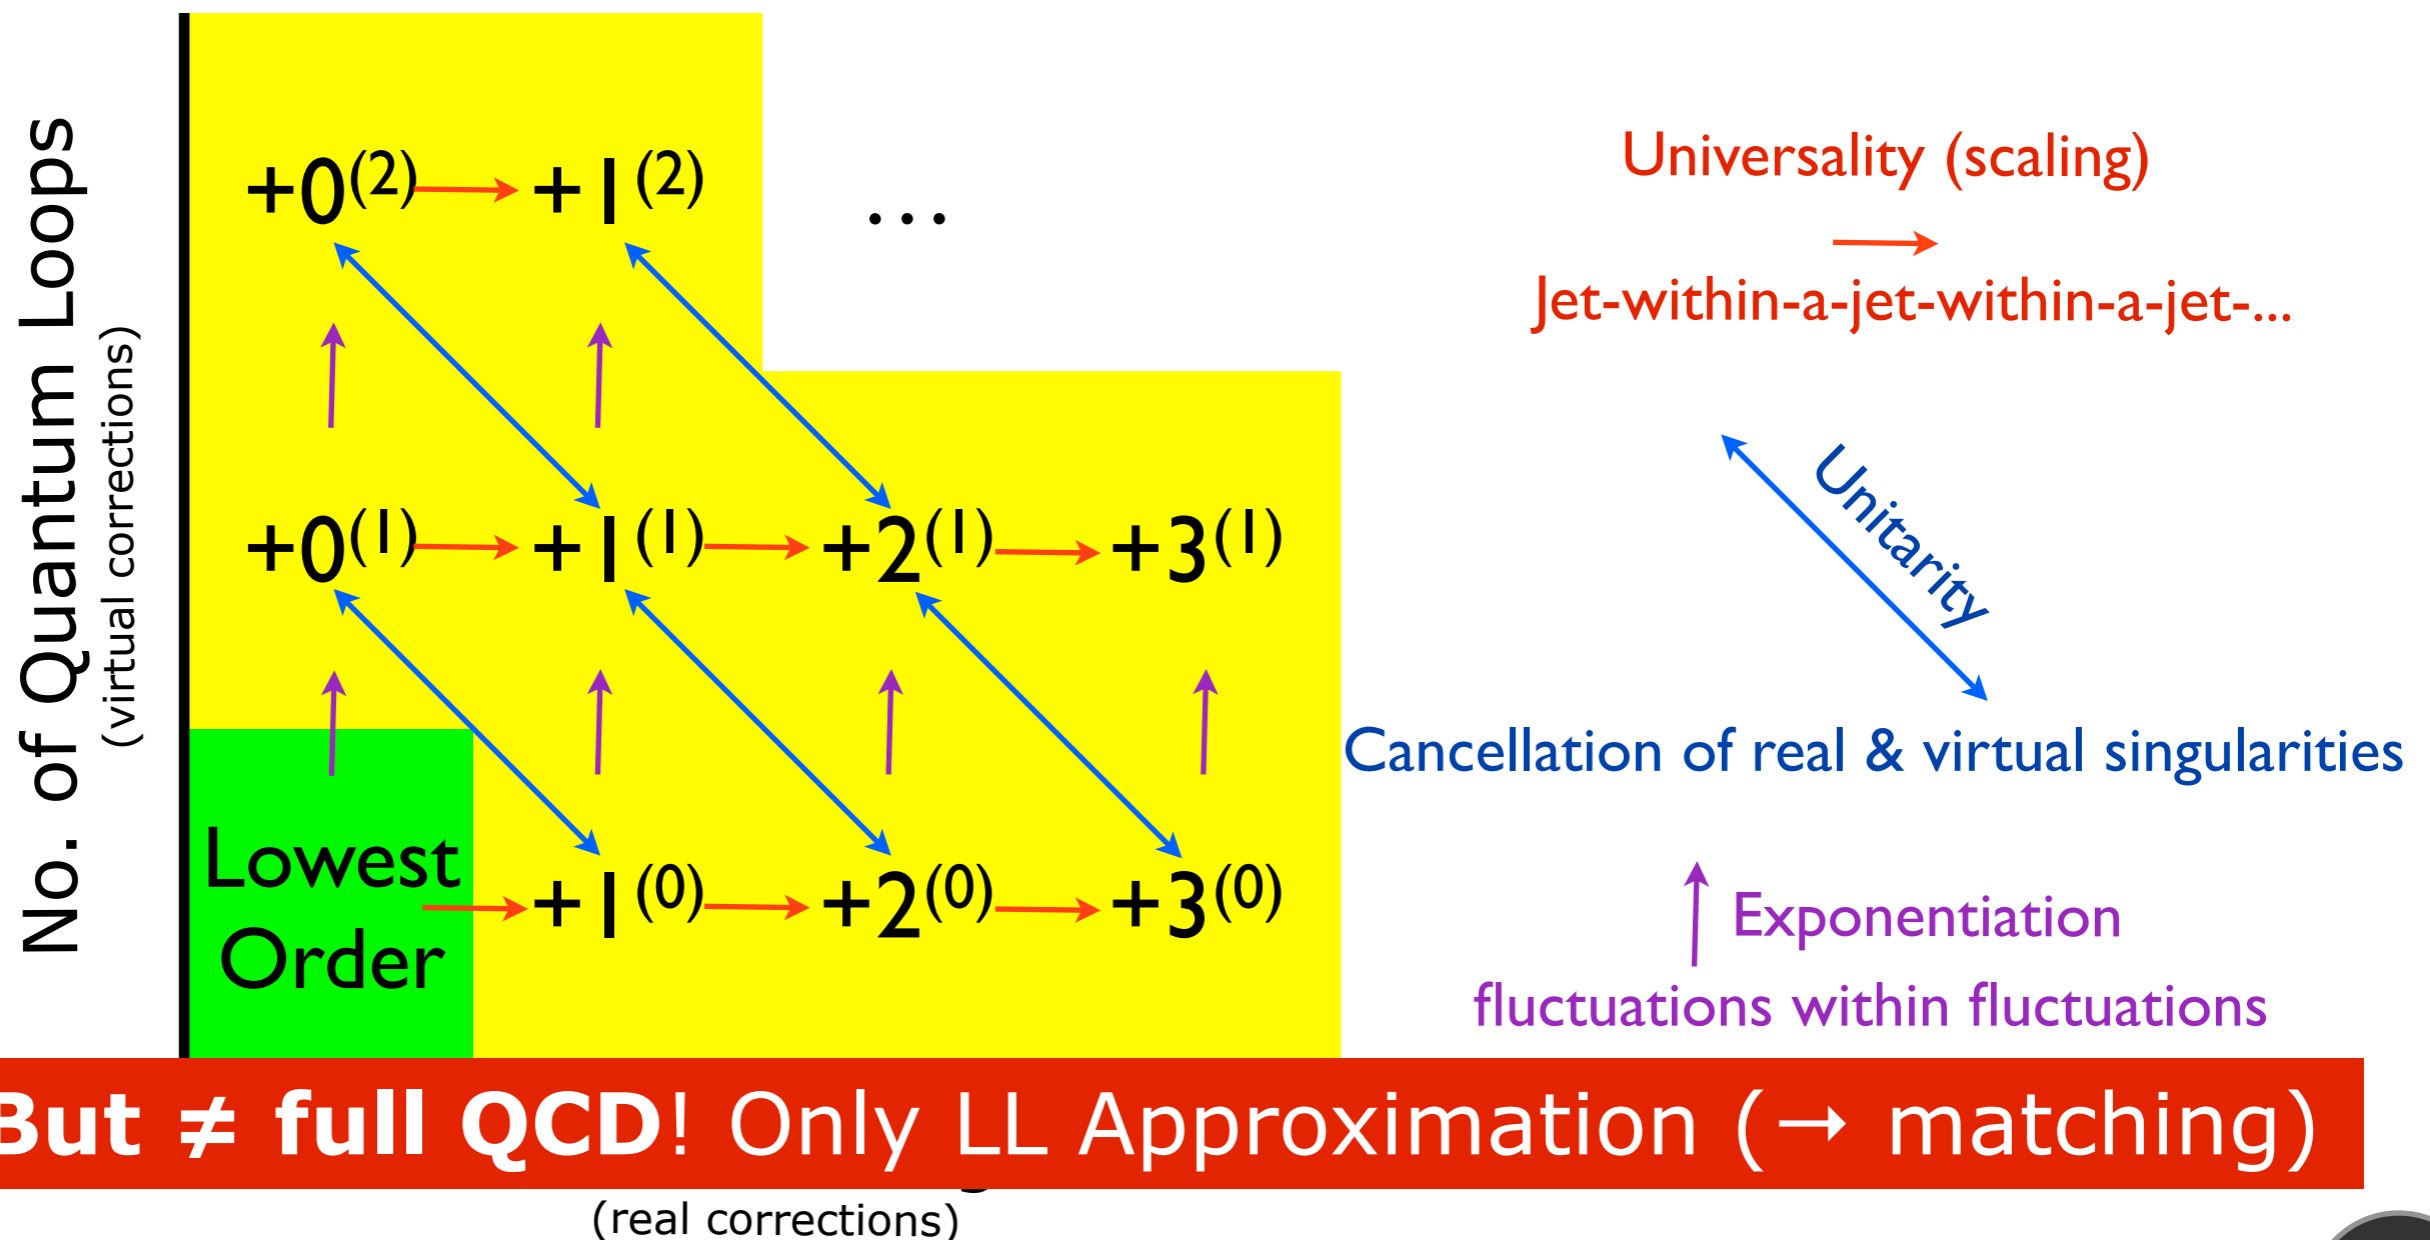 No. of Quantum Loops
(virtual corrections)
+0(2) +1(2) ...
+0(1) +1(1) +2(1) +3(1)
Lowest
Order
+1(0) +2(0) +3(0)
Universality (scaling)
Jet-within-a-jet-within-a-jet-...
Unitarity
Cancellation of real & virtual singularities
Exponentiation
fluctuations within fluctuations
But ≠ full QCD! Only LL Approximation (→ matching)
(real corrections)